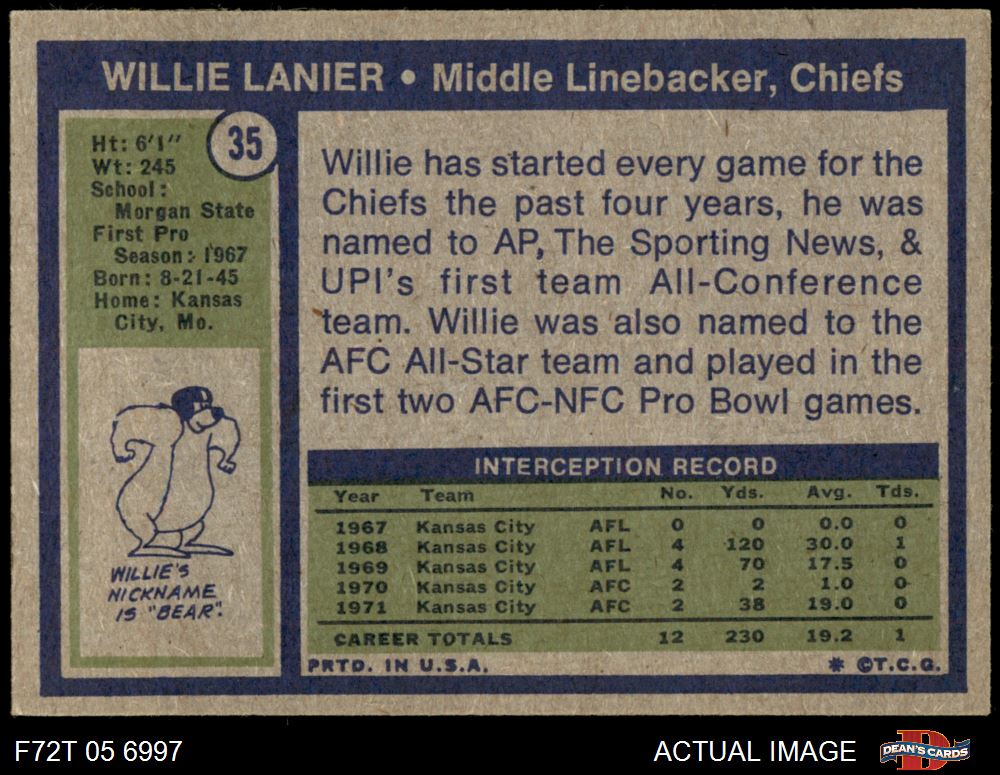 WILLIE LANIER • Middle Linebacker, Chiefs
35
Ht: 6'1"
Wt: 245
School:
Morgan State
First Pro
Season: 1967
Born: 8-21-45
Home: Kansas
City, Mo.
WILLIE'S
NICKNAME
IS "BEAR".
Willie has started every game for the
Chiefs the past four years, he was
named to AP, The Sporting News, &
UPI's first team All-Conference
team. Willie was also named to the
AFC All-Star team and played in the
first two AFC-NFC Pro Bowl games.
INTERCEPTION RECORD
Year Team No. Yds. Avg. Tds.
1967 Kansas City AFL 0 0 0.0 0
1968 Kansas City AFL 4 120 30.0 1
1969 Kansas City AFL 4 70 17.5 0
1970 Kansas City AFC 2 2 1.0 0
1971 Kansas City AFC 2 38 19.0 0
CAREER TOTALS 12 230 19.2 1
PRTD. IN U.S.A. * ©T.C.G.
F72T 05 6997 ACTUAL IMAGE DEAN'S CARDS